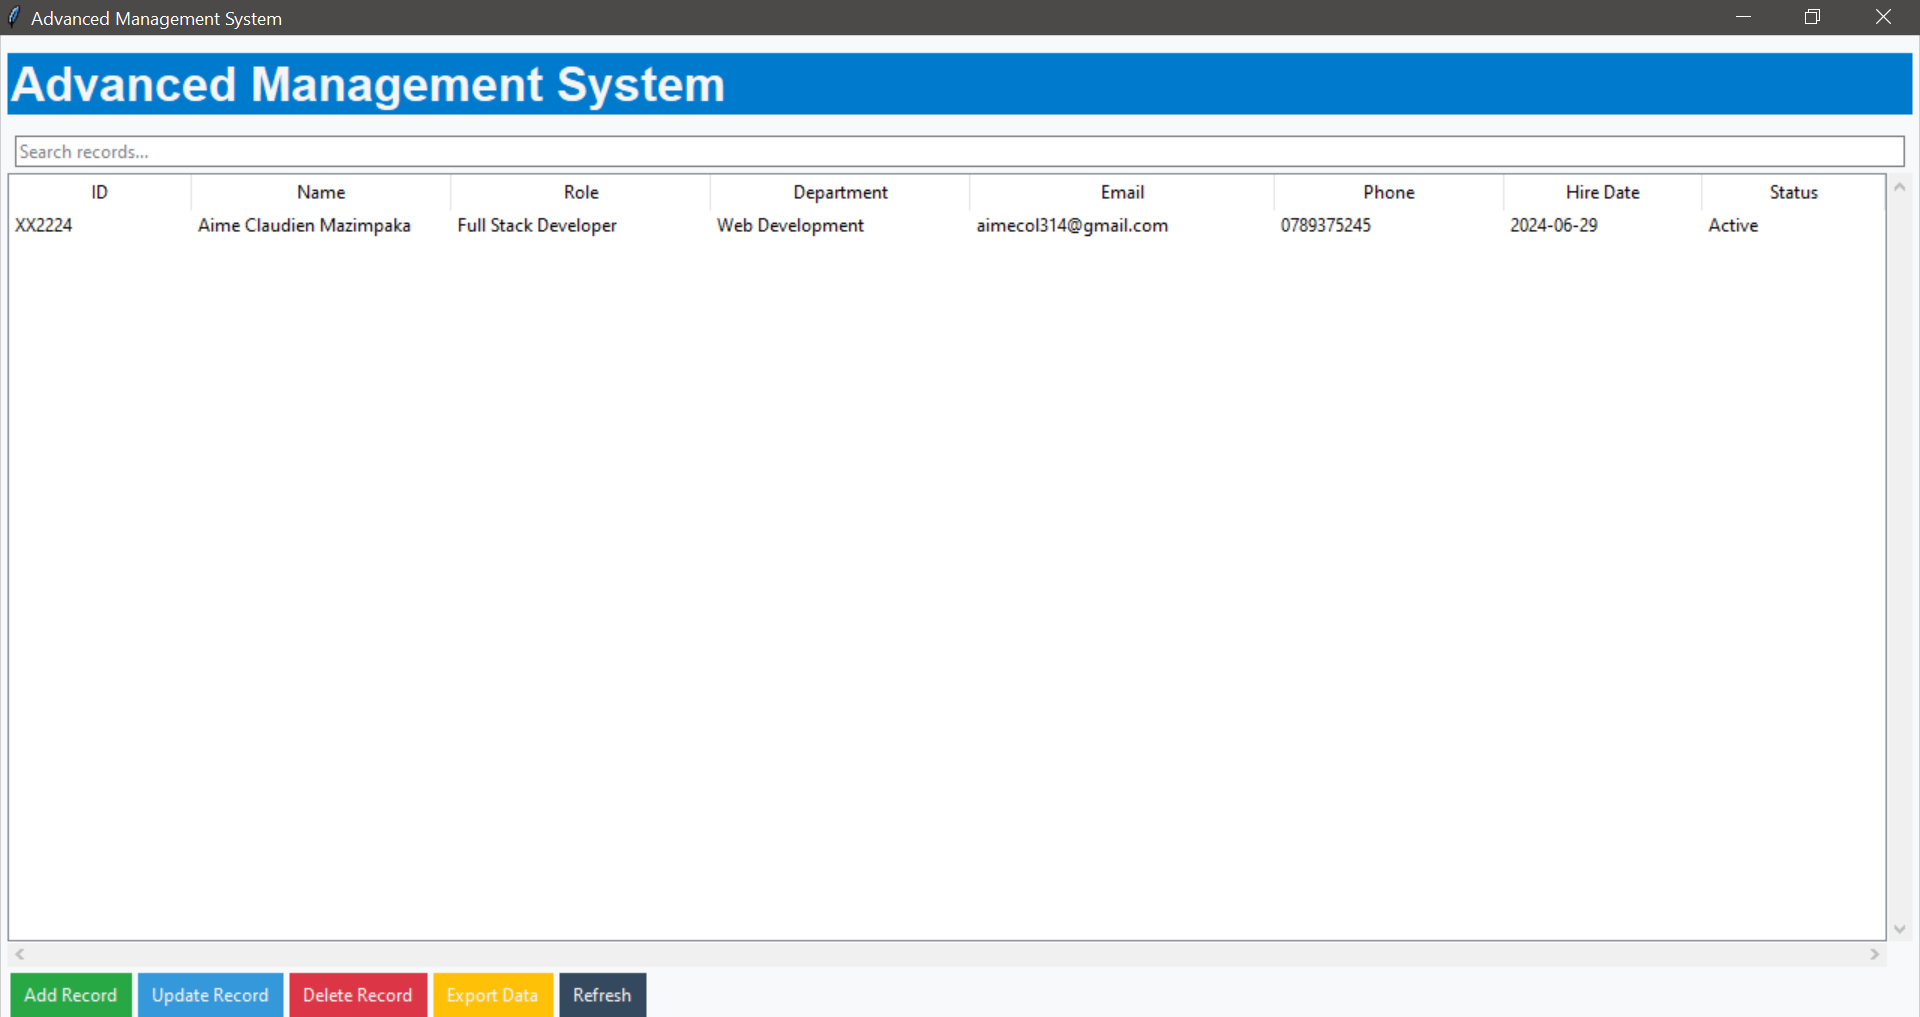 Advanced Management System
Advanced Management System
Search records...
ID Name Role Department Email Phone Hire Date Status
XX2224 Aime Claudien Mazimpaka Full Stack Developer Web Development aimecol314@gmail.com 0789375245 2024-06-29 Active
Add Record Update Record Delete Record Export Data Refresh